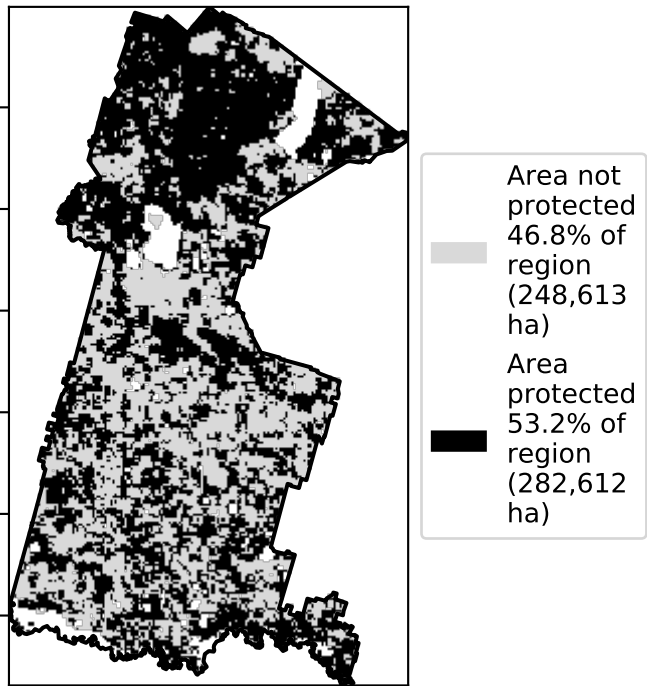 Area not
protected
46.8% of
region
(248,613
ha)
Area
protected
53.2% of
region
(282,612
ha)